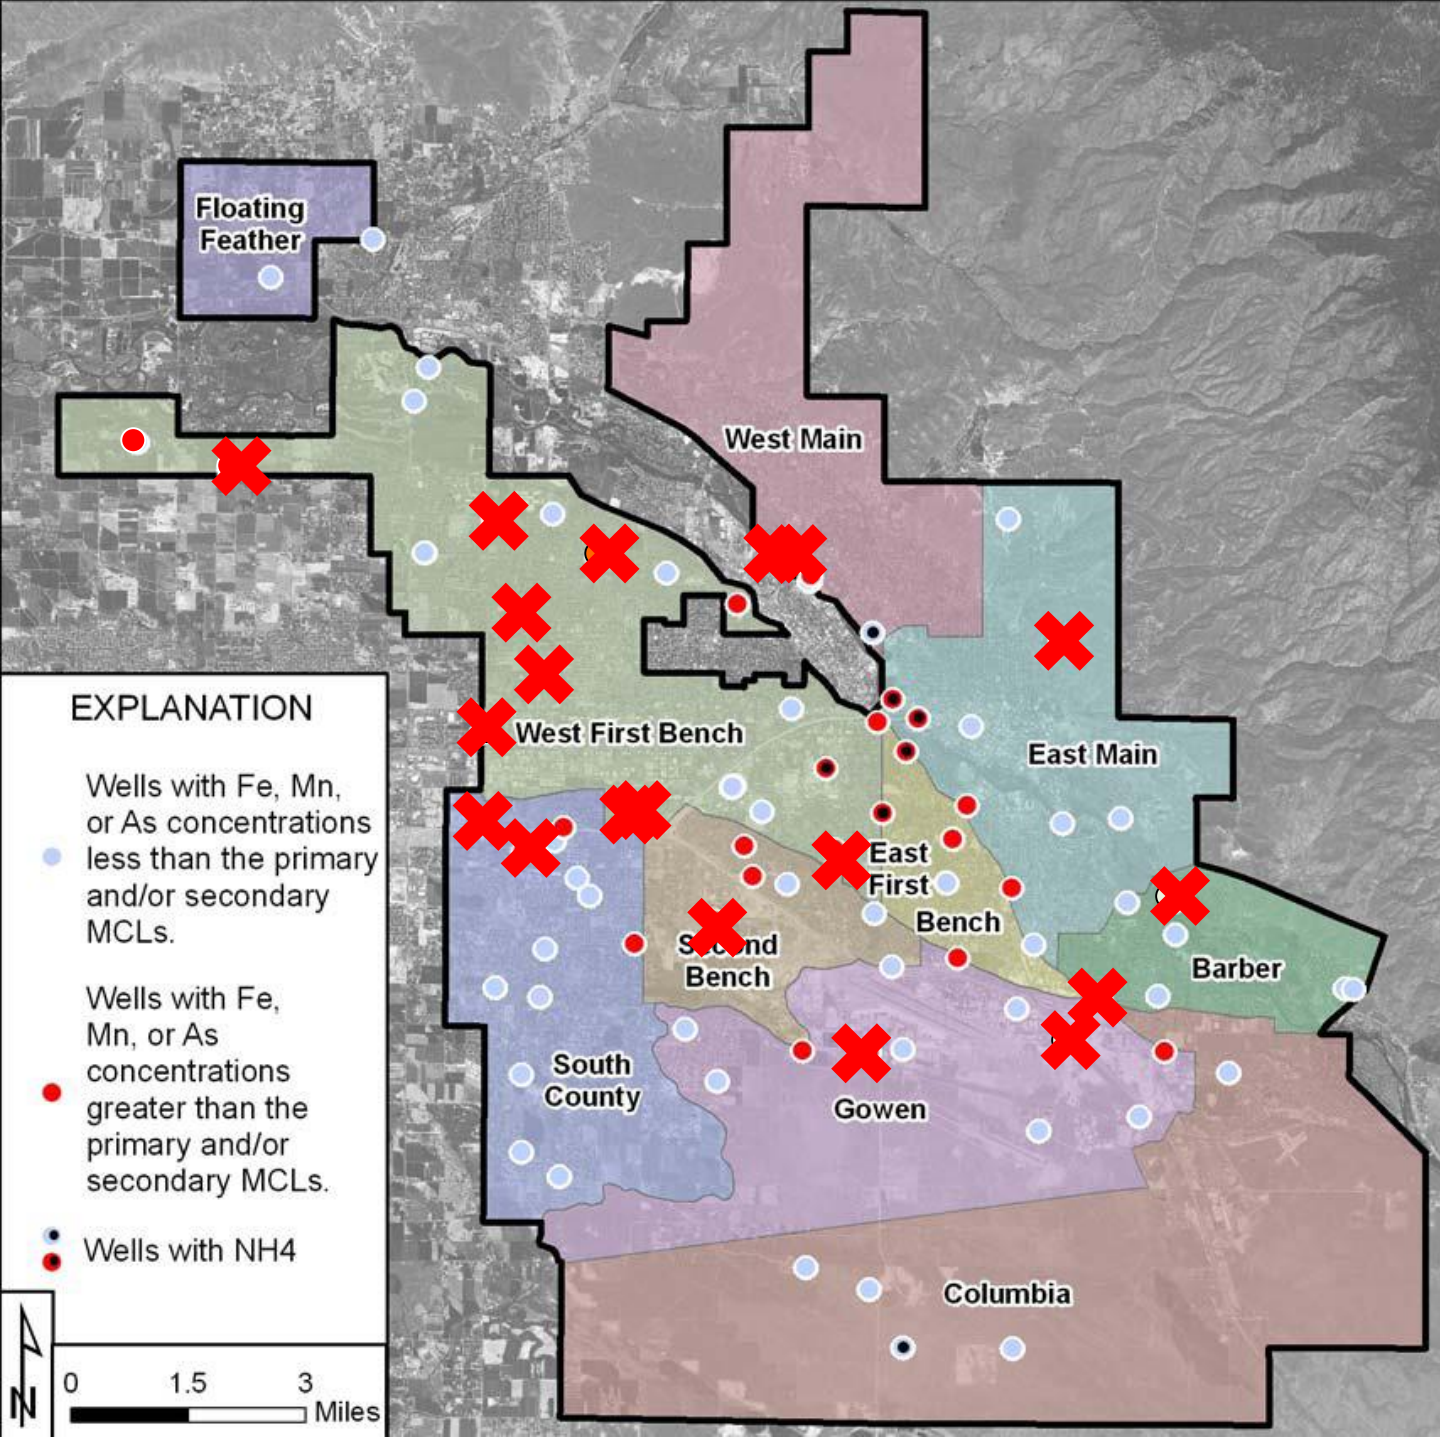 Floating
Feather
West Main
West First Bench
East Main
East
First
Bench
Second
Bench
Barber
South
County
Gowen
Columbia
EXPLANATION
Wells with Fe, Mn,
or As concentrations
less than the primary
and/or secondary
MCLs.
Wells with Fe,
Mn, or As
concentrations
greater than the
primary and/or
secondary MCLs.
Wells with NH4
N
0 1.5 3
Miles